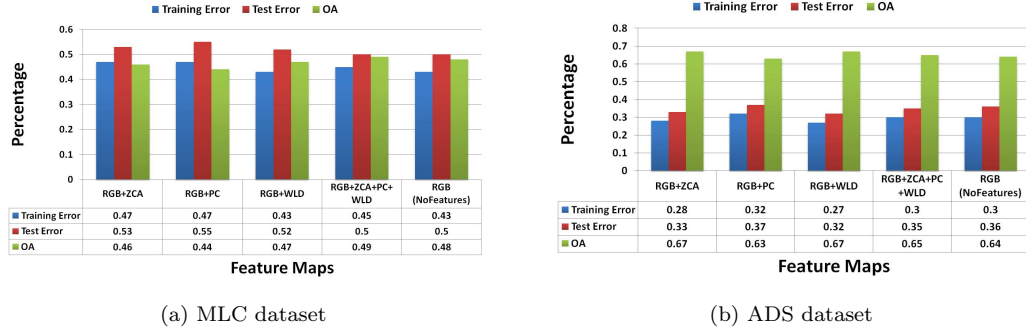 Training Error Test Error OA
Percentage
0.6
0.5
0.4
0.3
0.2
0.1
0
RGB+ZCA RGB+PC RGB+WLD RGB+ZCA+PC+ WLD RGB (NoFeatures)
Training Error 0.47 0.47 0.43 0.45 0.43
Test Error 0.53 0.55 0.52 0.5 0.5
OA 0.46 0.44 0.47 0.49 0.48
Feature Maps
(a) MLC dataset
Training Error Test Error OA
Percentage
0.8
0.7
0.6
0.5
0.4
0.3
0.2
0.1
0
RGB+ZCA RGB+PC RGB+WLD RGB+ZCA+PC +WLD RGB (NoFeatures)
Training Error 0.28 0.32 0.27 0.3 0.3
Test Error 0.33 0.37 0.32 0.35 0.36
OA 0.67 0.63 0.67 0.65 0.64
Feature Maps
(b) ADS dataset